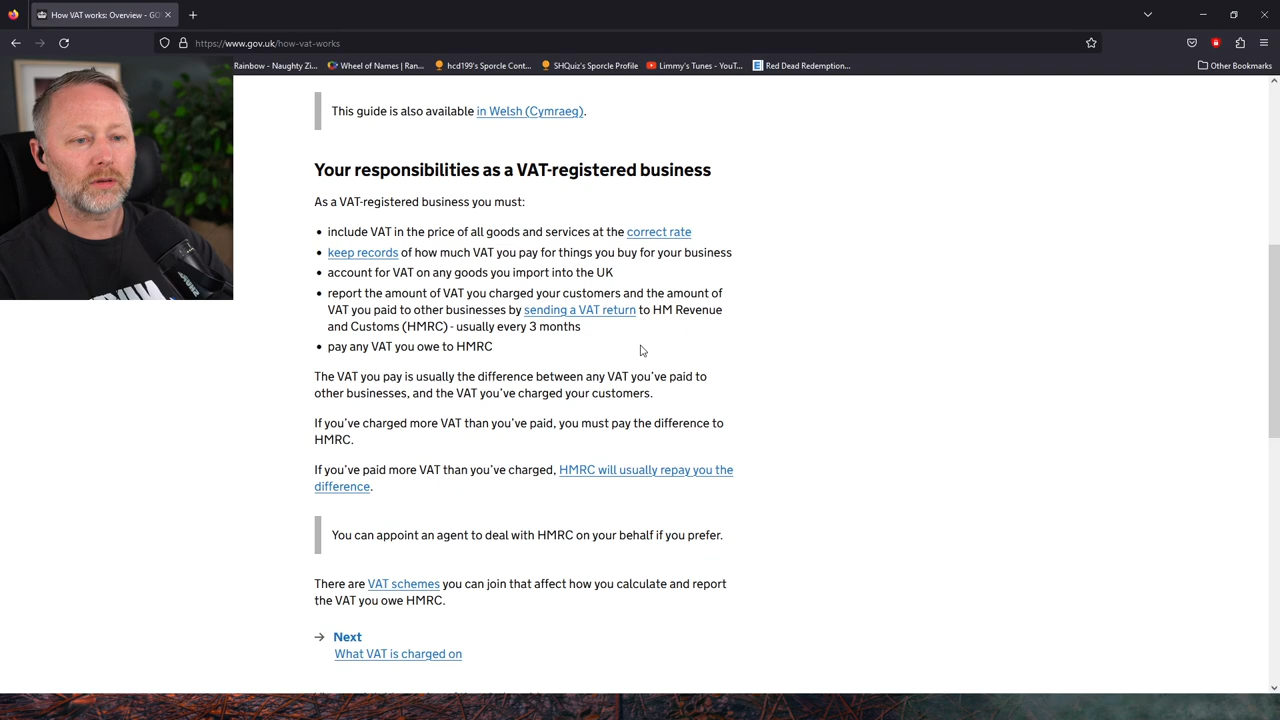 How VAT works: Overview - GO
https://www.gov.uk/how-vat-works
Rainbow - Naughty Zi...
Wheel of Names | Ran...
hcd199's Sporcle Cont...
SHQuiz's Sporcle Profile
Limmy's Tunes - YouT...
Red Dead Redemption...
Other Bookmarks
This guide is also available in Welsh (Cymraeg).
Your responsibilities as a VAT-registered business
As a VAT-registered business you must:
include VAT in the price of all goods and services at the correct rate
keep records of how much VAT you pay for things you buy for your business
account for VAT on any goods you import into the UK
report the amount of VAT you charged your customers and the amount of
VAT you paid to other businesses by sending a VAT return to HM Revenue
and Customs (HMRC) - usually every 3 months
pay any VAT you owe to HMRC
The VAT you pay is usually the difference between any VAT you've paid to
other businesses, and the VAT you've charged your customers.
If you've charged more VAT than you've paid, you must pay the difference to
HMRC.
If you've paid more VAT than you've charged, HMRC will usually repay you the
difference.
You can appoint an agent to deal with HMRC on your behalf if you prefer.
There are VAT schemes you can join that affect how you calculate and report
the VAT you owe HMRC.
Next
What VAT is charged on